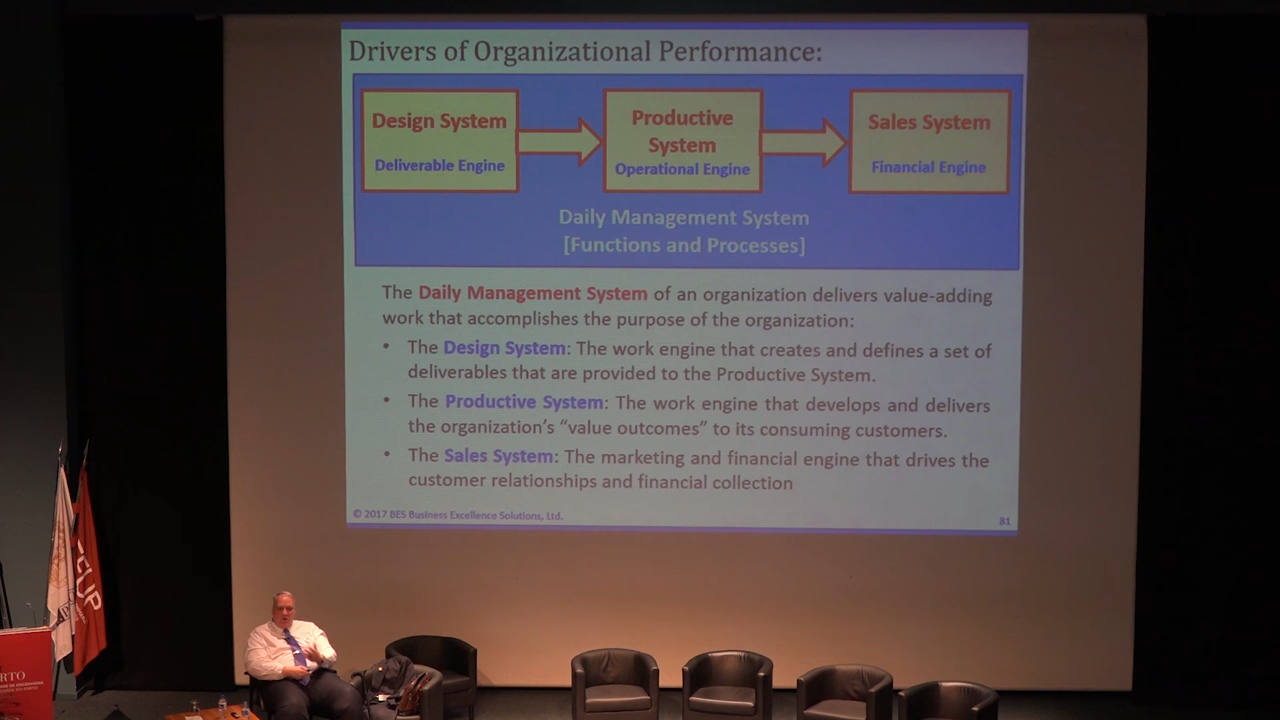 Drivers of Organizational Performance:
Design System
Deliverable Engine
Productive
System
Operational Engine
Sales System
Financial Engine
Daily Management System
[Functions and Processes]
The Daily Management System of an organization delivers value-adding
work that accomplishes the purpose of the organization:
• The Design System: The work engine that creates and defines a set of
deliverables that are provided to the Productive System.
• The Productive System: The work engine that develops and delivers
the organization’s “value outcomes” to its consuming customers.
• The Sales System: The marketing and financial engine that drives the
customer relationships and financial collection
© 2017 BES Business Excellence Solutions, Ltd.
81
FEUP
RTO